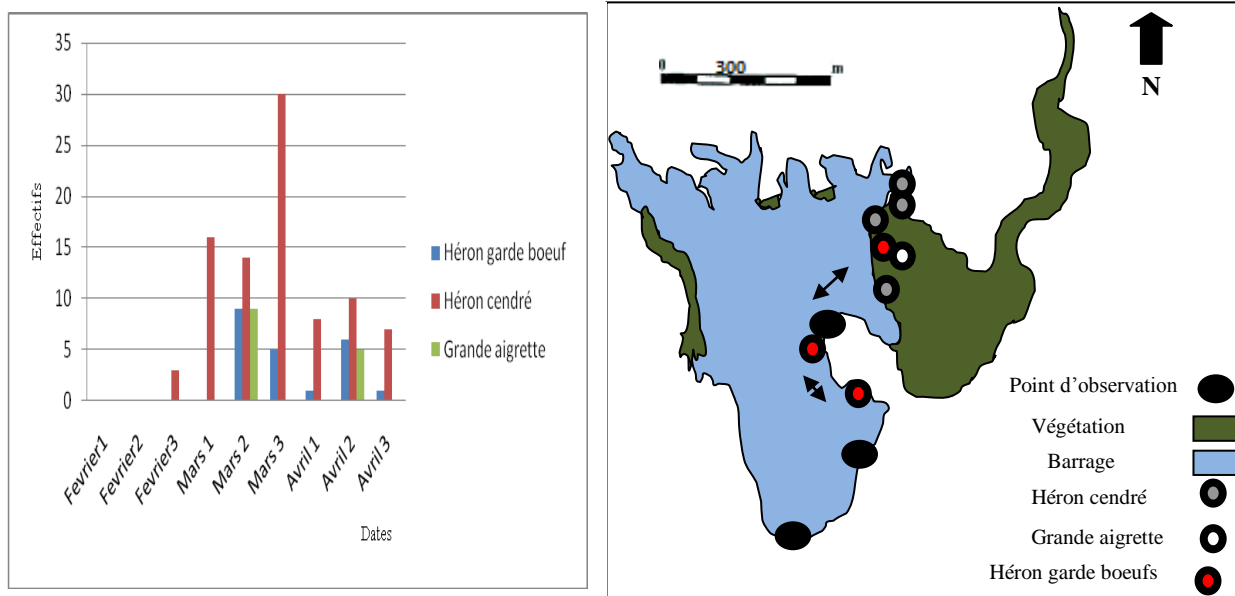 35
30
25
20
15
10
5
0
Effectifs
Fevrier1
Fevrier2
Fevrier3
Mars 1
Mars 2
Mars 3
Avril 1
Avril 2
Avril 3
Dates
Héron garde boeuf
Héron cendré
Grande aigrette
0 300 m
N
Point d'observation
Végétation
Barrage
Héron cendré
Grande aigrette
Héron garde boeufs